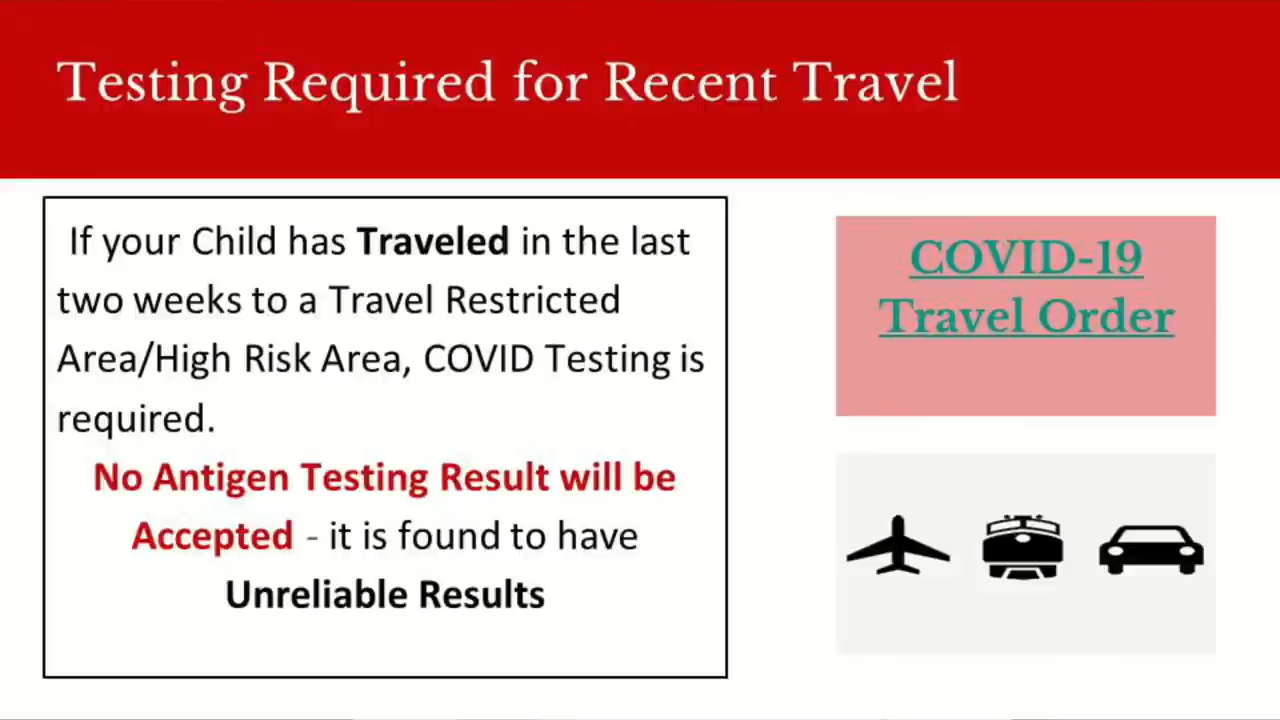 Testing Required for Recent Travel
If your Child has Traveled in the last
two weeks to a Travel Restricted
Area/High Risk Area, COVID Testing is
required.
No Antigen Testing Result will be
Accepted - it is found to have
Unreliable Results
COVID-19
Travel Order